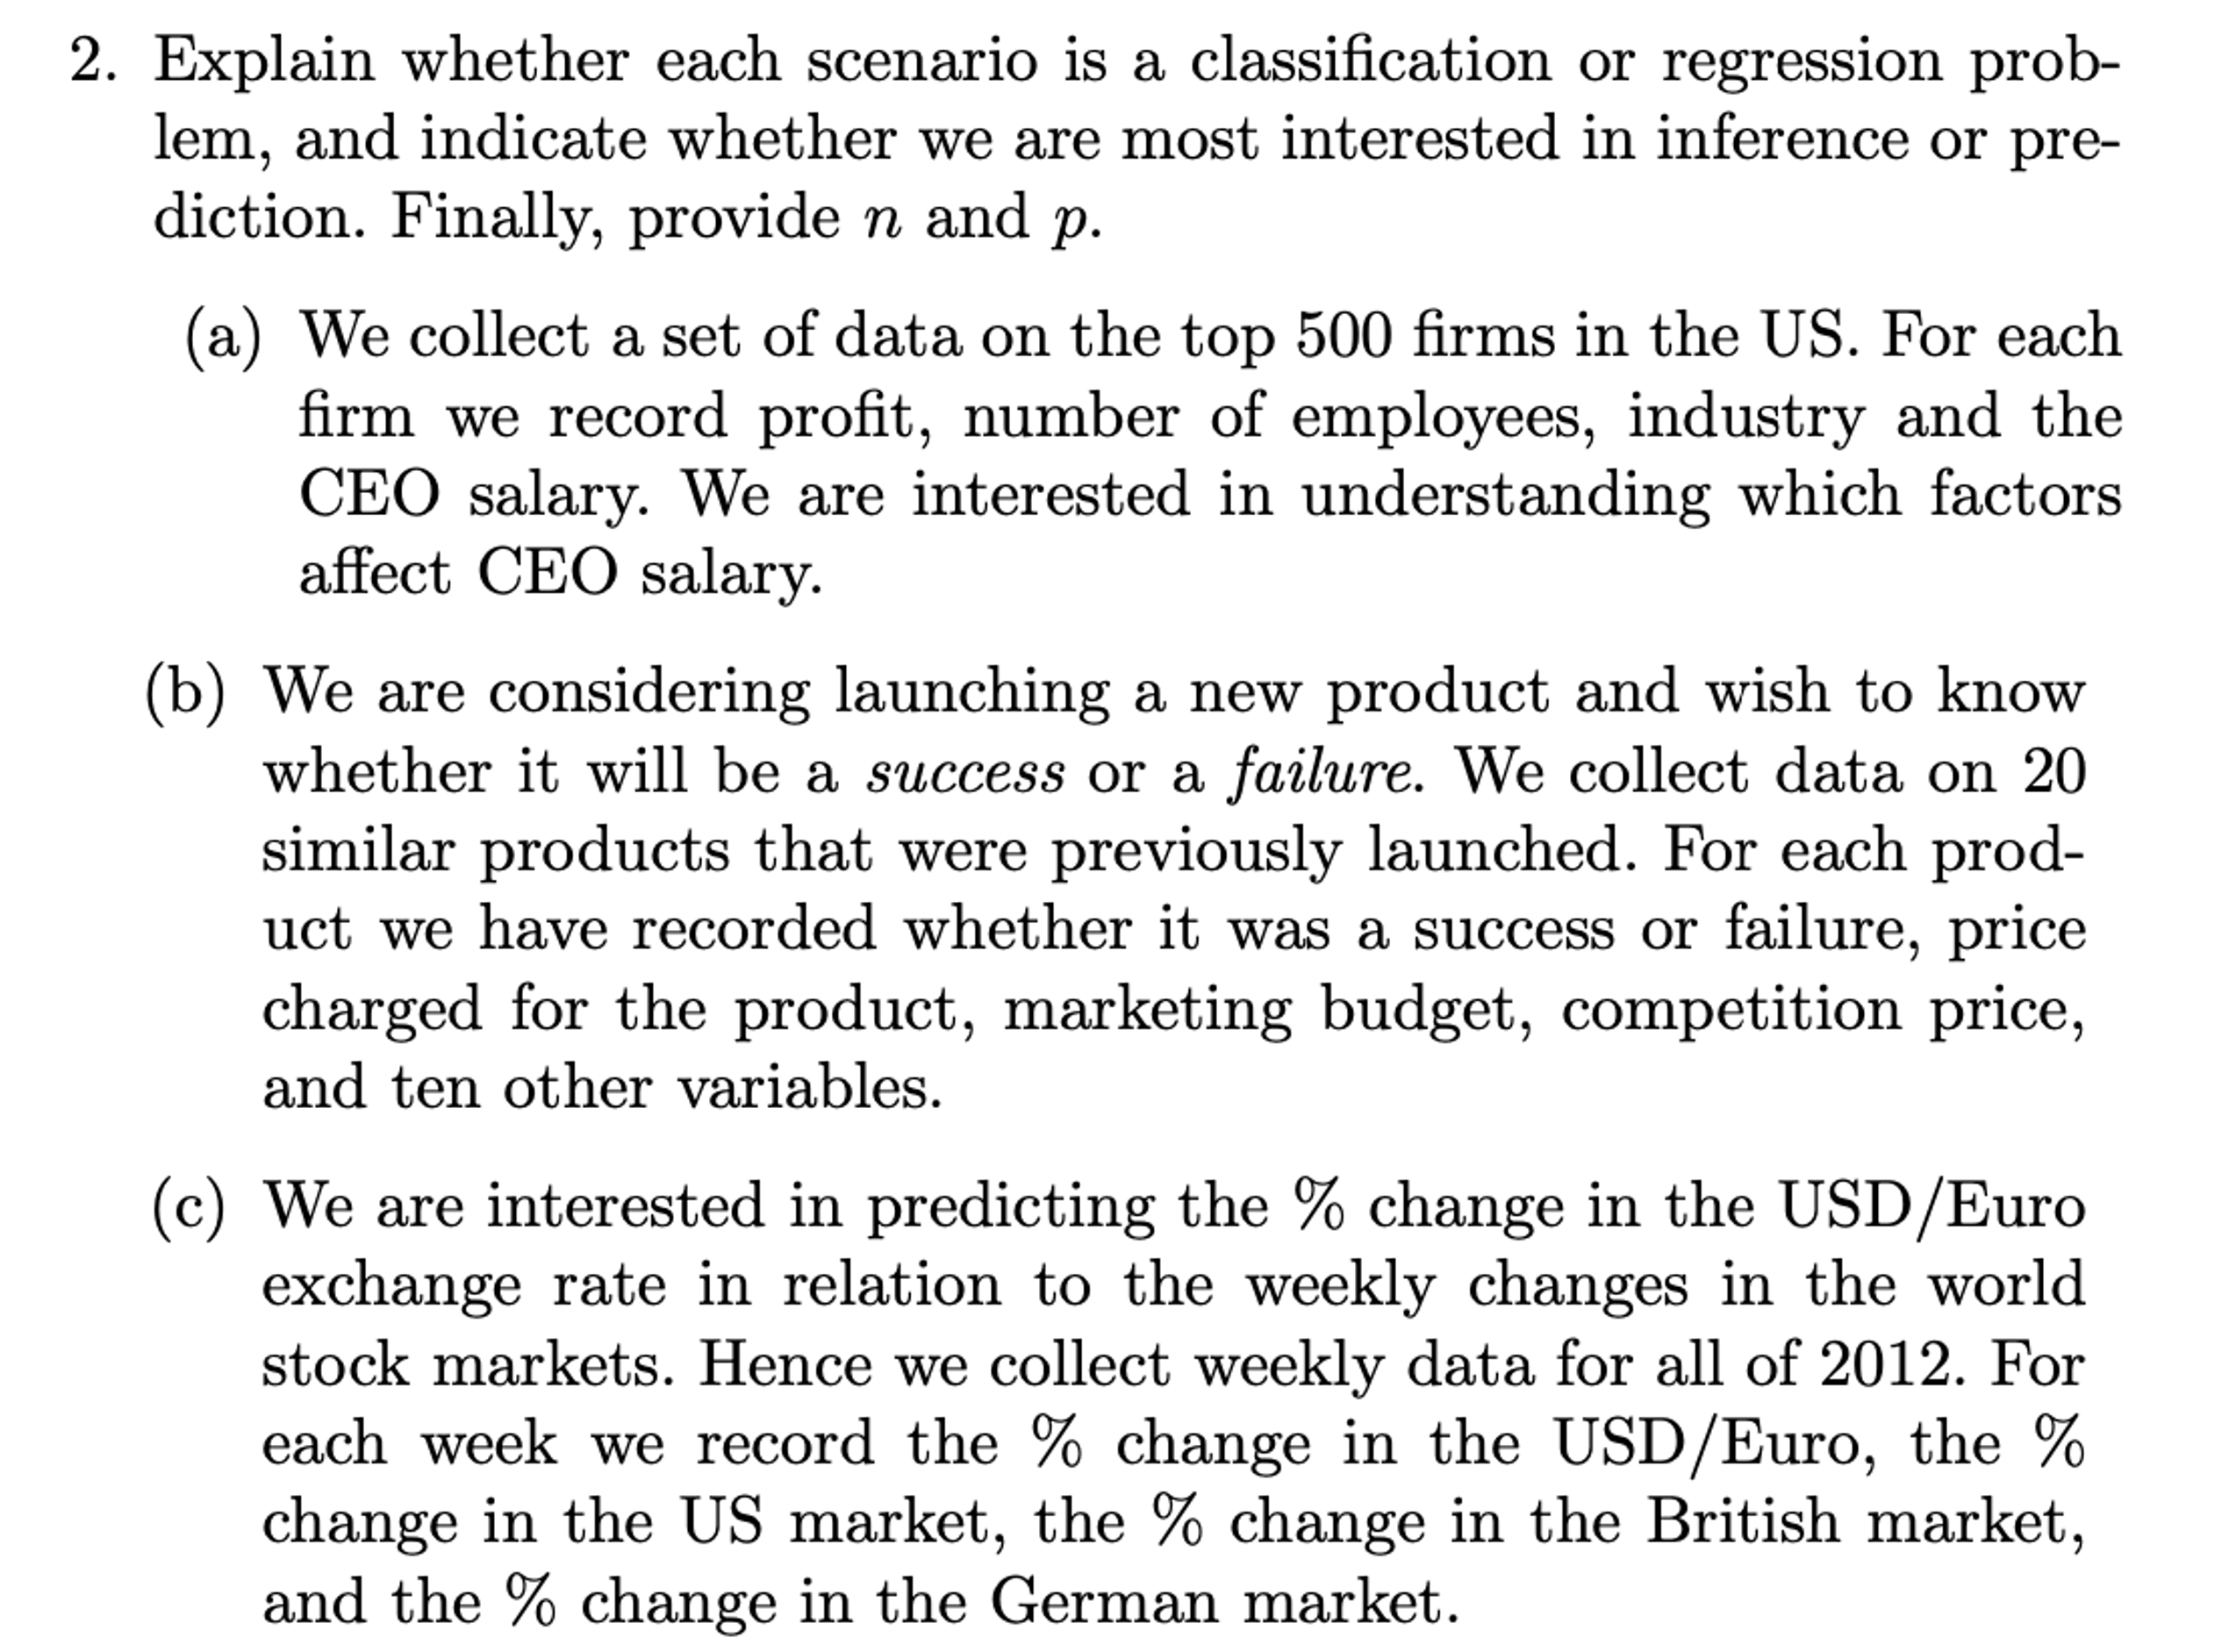 2. Explain whether each scenario is a classification or regression prob-
lem, and indicate whether we are most interested in inference or pre-
diction. Finally, provide n and p.
(a) We collect a set of data on the top 500 firms in the US. For each
firm we record profit, number of employees, industry and the
CEO salary. We are interested in understanding which factors
affect CEO salary.
(b) We are considering launching a new product and wish to know
whether it will be a success or a failure. We collect data on 20
similar products that were previously launched. For each prod-
uct we have recorded whether it was a success or failure, price
charged for the product, marketing budget, competition price,
and ten other variables.
(c) We are interested in predicting the % change in the USD/Euro
exchange rate in relation to the weekly changes in the world
stock markets. Hence we collect weekly data for all of 2012. For
each week we record the % change in the USD/Euro, the %
change in the US market, the % change in the British market,
and the % change in the German market.